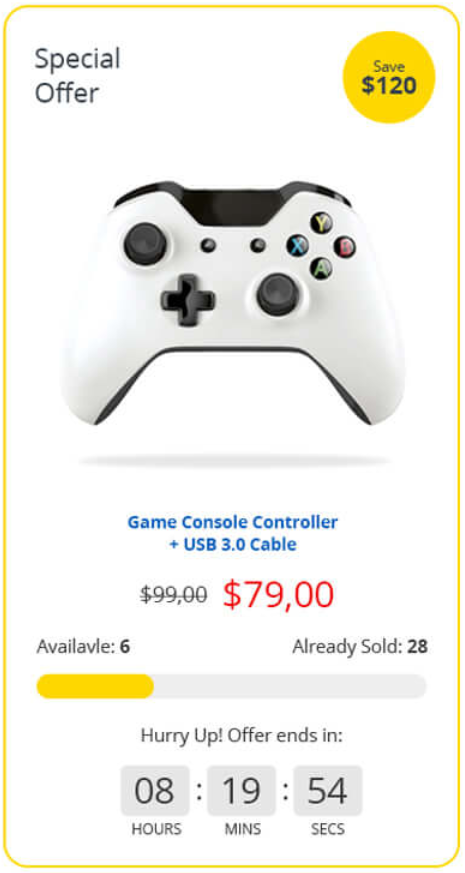 Special
Offer
Save
$120
Y
X
B
A
Game Console Controller
+ USB 3.0 Cable
$99,00 $79,00
Availavle: 6 Already Sold: 28
Hurry Up! Offer ends in:
08 : 19 : 54
HOURS MINS SECS